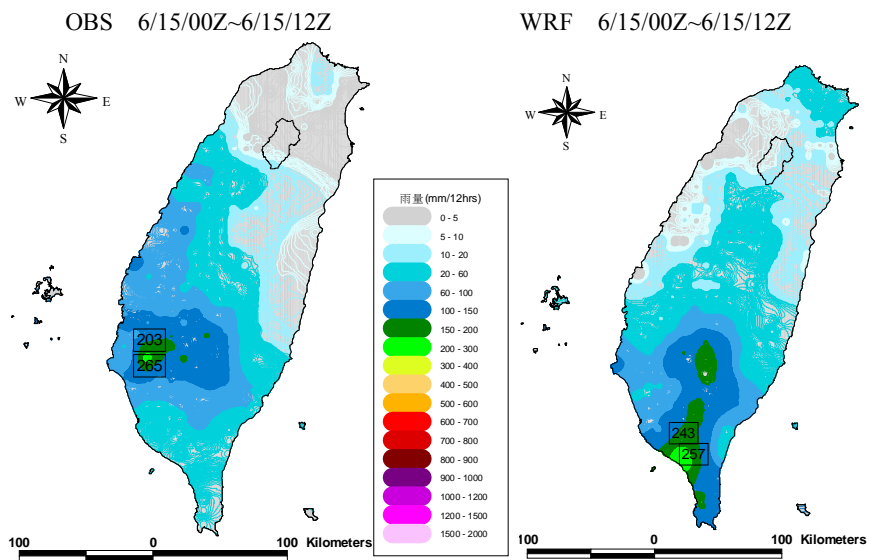 OBS 6/15/00Z~6/15/12Z
WRF 6/15/00Z~6/15/12Z
N
W E
S
N
W E
S
203
265
雨量(mm/12hrs)
0 - 5
5 - 10
10 - 20
20 - 60
60 - 100
100 - 150
150 - 200
200 - 300
300 - 400
400 - 500
500 - 600
600 - 700
700 - 800
800 - 900
900 - 1000
1000 - 1200
1200 - 1500
1500 - 2000
243
257
100 0 100 Kilometers
100 0 100 Kilometers